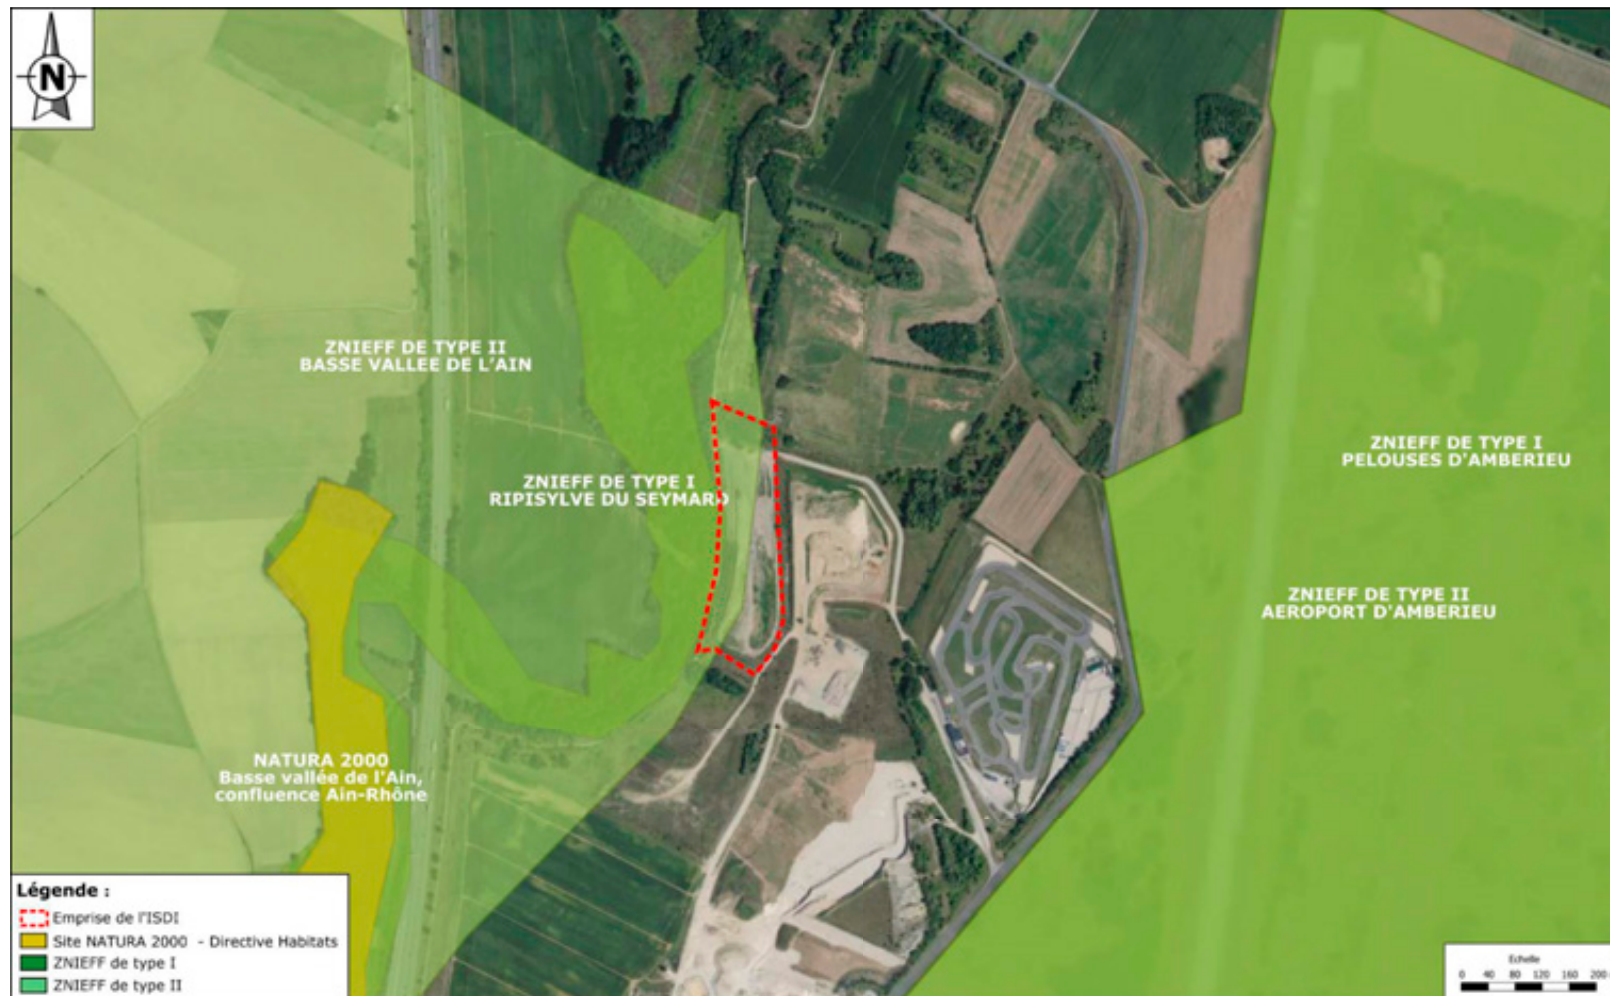 N
ZNIEFF DE TYPE II
BASSE VALLEE DE L'AIN
ZNIEFF DE TYPE I
RIPISYLVE DU SEYMARD
ZNIEFF DE TYPE I
PELOUSES D'AMBERIEU
ZNIEFF DE TYPE II
AEROPORT D'AMBERIEU
NATURA 2000
Basse vallée de l'Ain,
confluence Ain-Rhône
Légende :
Emprise de l'ISDI
Site NATURA 2000 - Directive Habitats
ZNIEFF de type I
ZNIEFF de type II
Echelle
0 40 80 120 160 200